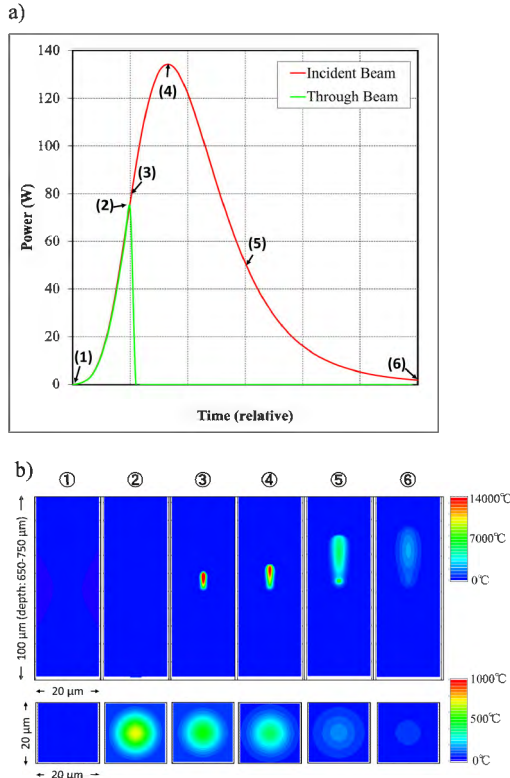 a)
140
120
100
80
60
40
20
0
Power (W)
Incident Beam
Through Beam
(1)
(2)
(3)
(4)
(5)
(6)
Time (relative)
b)
① ② ③ ④ ⑤ ⑥
100 μm (depth: 650-750 μm)
20 μm
14000℃
7000℃
0℃
20 μm
20 μm
1000℃
500℃
0℃